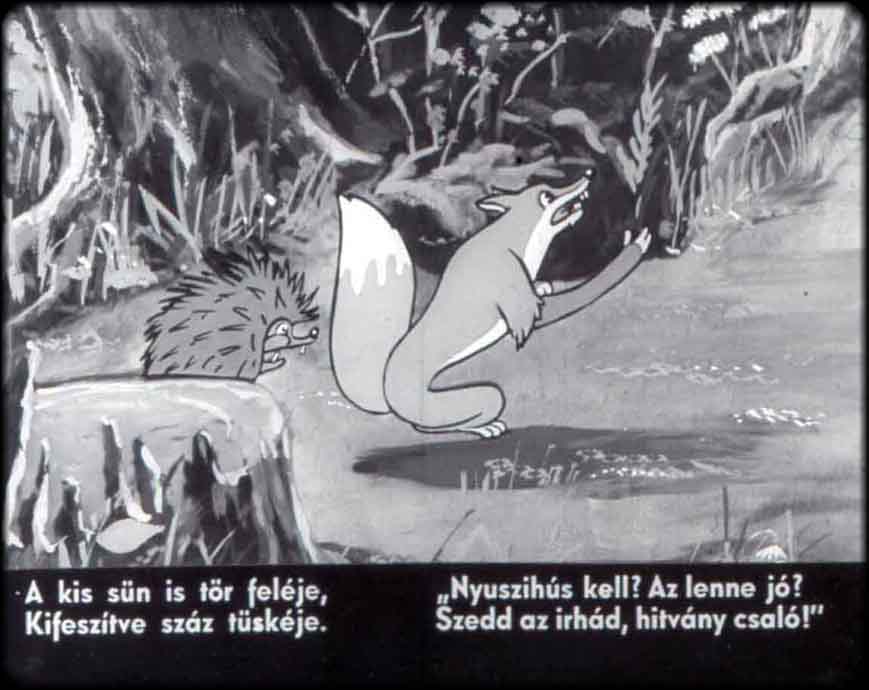 A kis sün is tör feléje,
Kifeszítve száz tüskéje.
„Nyuszihús kell? Az lenne jó?
Szedd az irhád, hitvány csaló!”